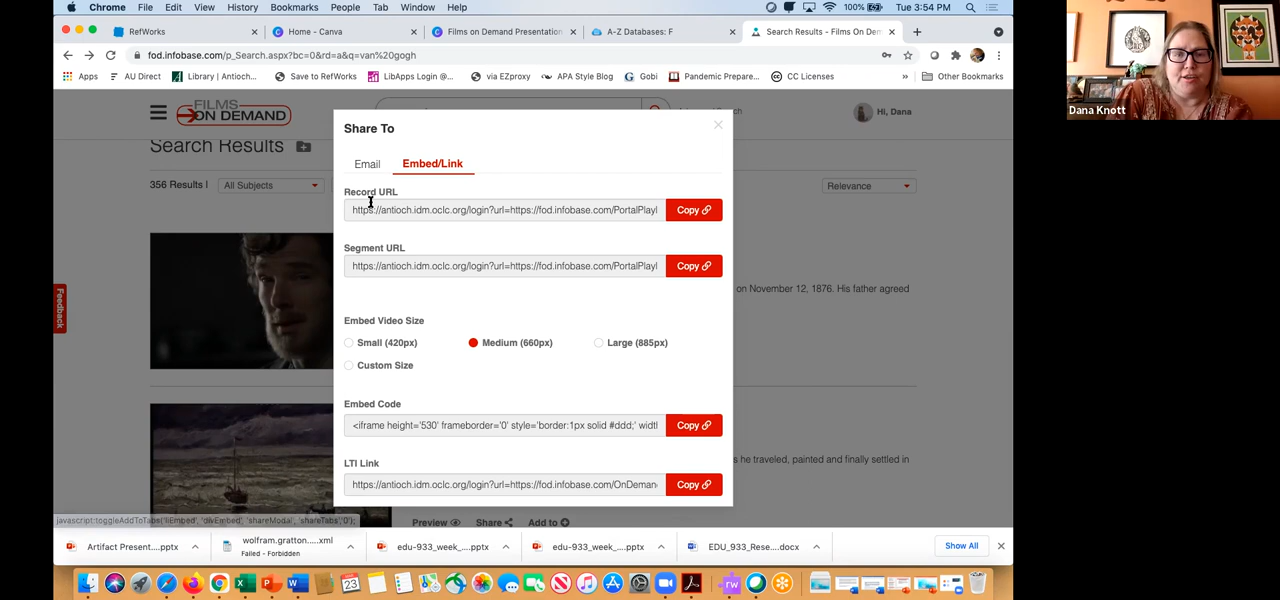 Chrome File Edit View History Bookmarks People Tab Window Help 100% Tue 3:54 PM
RefWorks Home - Canva Films on Demand Presentation A-Z Databases: F Search Results - Films On Dem
fod.infobase.com/p_Search.aspx?bc=0&rd=a&q=van%20gogh
Apps AU Direct Library | Antioch... Save to RefWorks LibApps Login @... via EZproxy APA Style Blog Gobi Pandemic Prepare... CC Licenses » Other Bookmarks
Dana Knott
FILMS ON DEMAND Hi, Dana
Search Results
356 Results | All Subjects Relevance
Share To
Email Embed/Link
Record URL
https://antioch.idm.oclc.org/login?url=https://fod.infobase.com/PortalPlayl Copy
Segment URL
https://antioch.idm.oclc.org/login?url=https://fod.infobase.com/PortalPlayl Copy
on November 12, 1876. His father agreed
Feedback
Embed Video Size
Small (420px) Medium (660px) Large (885px)
Custom Size
Embed Code
<iframe height='530' frameborder='0' style='border:1px solid #ddd;' widtl Copy
LTI Link
https://antioch.idm.oclc.org/login?url=https://fod.infobase.com/OnDeman Copy
s he traveled, painted and finally settled in
javascript:toggleAddToTabs('liEmbed', 'divEmbed', 'shareModal', 'shareTabs','0');
Preview Share Add to
Artifact Present....pptx wolfram.gratton.....xml edu-933_week_....pptx edu-933_week_....pptx EDU_933_Rese....docx Show All
Failed - Forbidden
23 rw